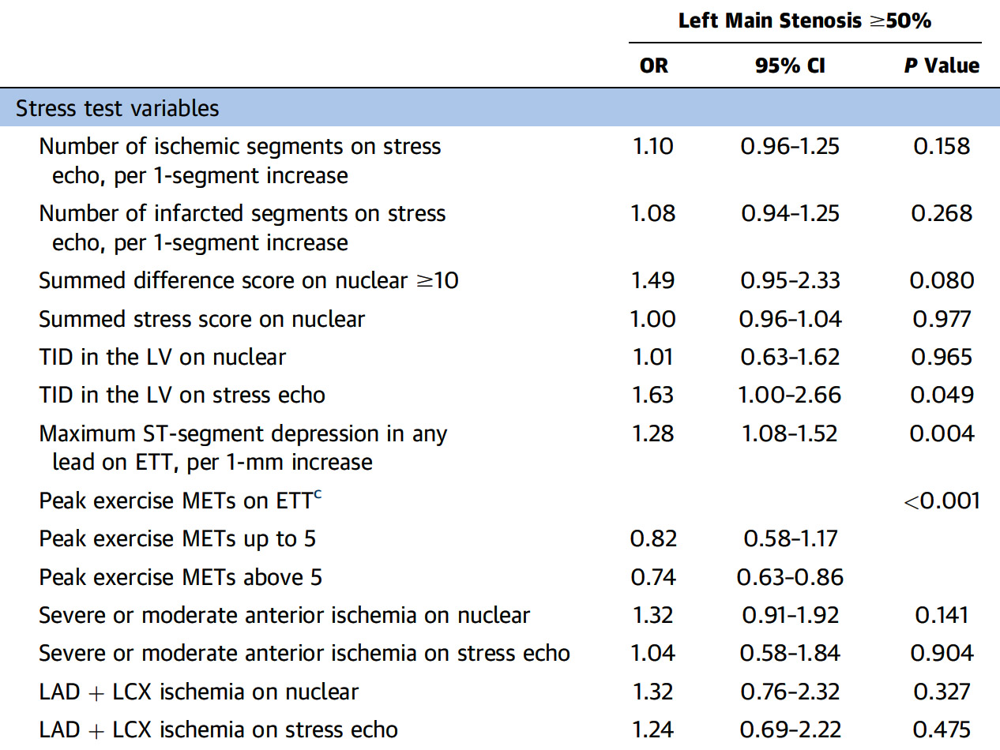 Left Main Stenosis ≥50%
OR 95% CI P Value
Stress test variables
Number of ischemic segments on stress 1.10 0.96–1.25 0.158
echo, per 1-segment increase
Number of infarcted segments on stress 1.08 0.94–1.25 0.268
echo, per 1-segment increase
Summed difference score on nuclear ≥10 1.49 0.95–2.33 0.080
Summed stress score on nuclear 1.00 0.96–1.04 0.977
TID in the LV on nuclear 1.01 0.63–1.62 0.965
TID in the LV on stress echo 1.63 1.00–2.66 0.049
Maximum ST-segment depression in any 1.28 1.08–1.52 0.004
lead on ETT, per 1-mm increase
Peak exercise METs on ETTc <0.001
Peak exercise METs up to 5 0.82 0.58–1.17
Peak exercise METs above 5 0.74 0.63–0.86
Severe or moderate anterior ischemia on nuclear 1.32 0.91–1.92 0.141
Severe or moderate anterior ischemia on stress echo 1.04 0.58–1.84 0.904
LAD + LCX ischemia on nuclear 1.32 0.76–2.32 0.327
LAD + LCX ischemia on stress echo 1.24 0.69–2.22 0.475